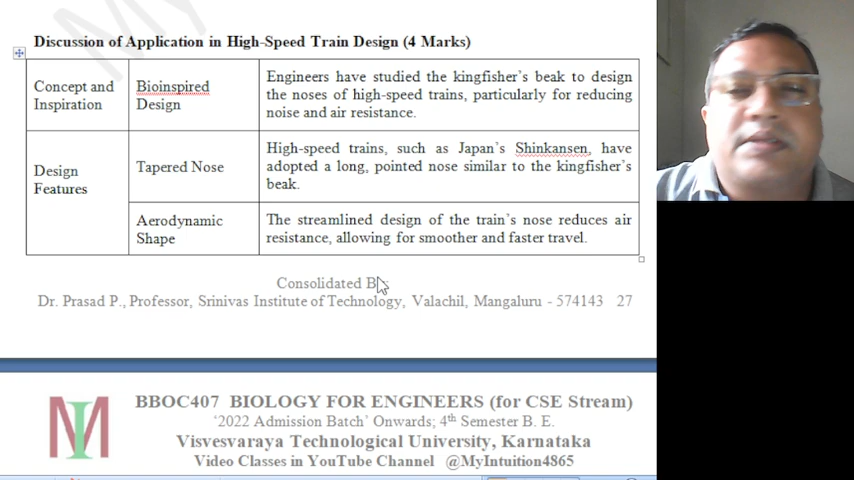 Discussion of Application in High-Speed Train Design (4 Marks)
Concept and
Inspiration
Bioinspired
Design
Engineers have studied the kingfisher's beak to design
the noses of high-speed trains, particularly for reducing
noise and air resistance.
Design
Features
Tapered Nose
High-speed trains, such as Japan's Shinkansen, have
adopted a long, pointed nose similar to the kingfisher's
beak.
Aerodynamic
Shape
The streamlined design of the train's nose reduces air
resistance, allowing for smoother and faster travel.
Consolidated B
Dr. Prasad P., Professor, Srinivas Institute of Technology, Valachil, Mangaluru - 574143 27
BBOC407 BIOLOGY FOR ENGINEERS (for CSE Stream)
'2022 Admission Batch' Onwards; 4th Semester B. E.
Visvesvaraya Technological University, Karnataka
Video Classes in YouTube Channel @MyIntuition4865